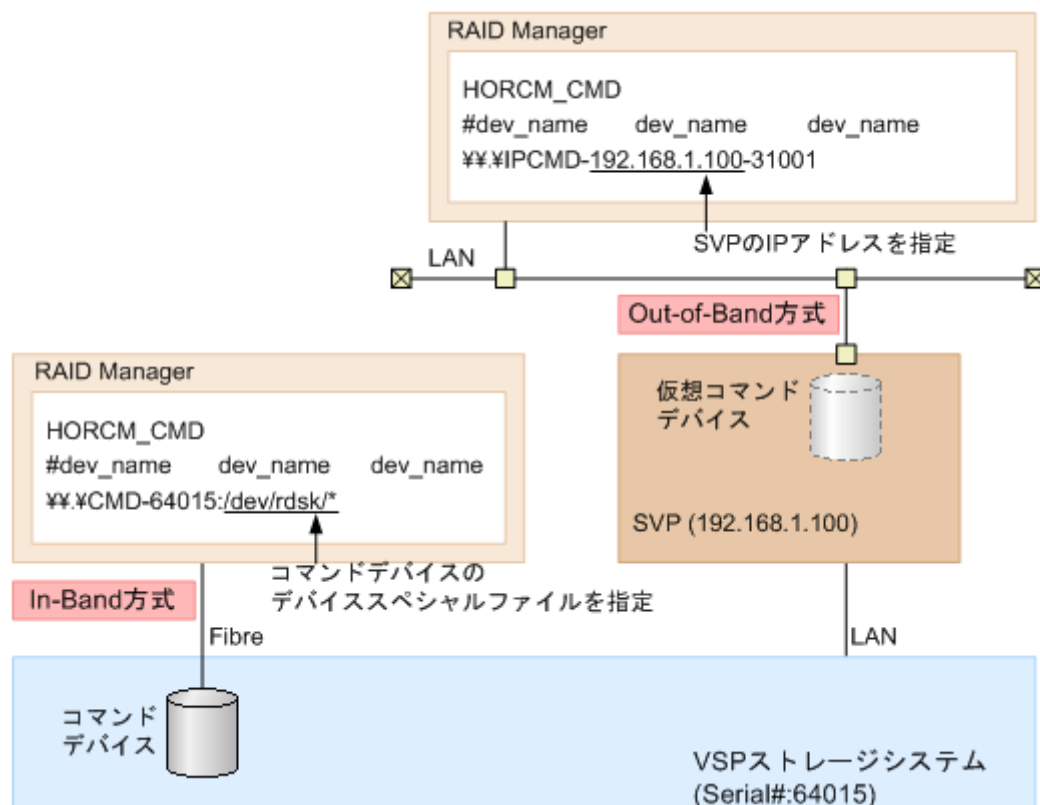 RAID Manager
HORCM_CMD
#dev_name dev_name dev_name
¥¥.¥IPCMD-192.168.1.100-31001
SVPのIPアドレスを指定
LAN
Out-of-Band方式
RAID Manager
HORCM_CMD
#dev_name dev_name dev_name
¥¥.¥CMD-64015:/dev/rdsk/*
仮想コマンド
デバイス
SVP (192.168.1.100)
コマンドデバイスの
デバイススペシャルファイルを指定
In-Band方式
Fibre
LAN
コマンド
デバイス
VSPストレージシステム
(Serial#:64015)